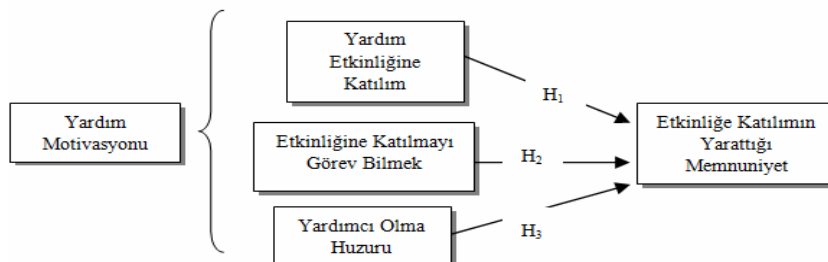 Yardım
Motivasyonu
Yardım
Etkinliğine
Katılım
Etkinliğine Katılmayı
Görev Bilmek
Yardımcı Olma
Huzuru
H1
H2
H3
Etkinliğe Katılımın
Yarattığı
Memnuniyet